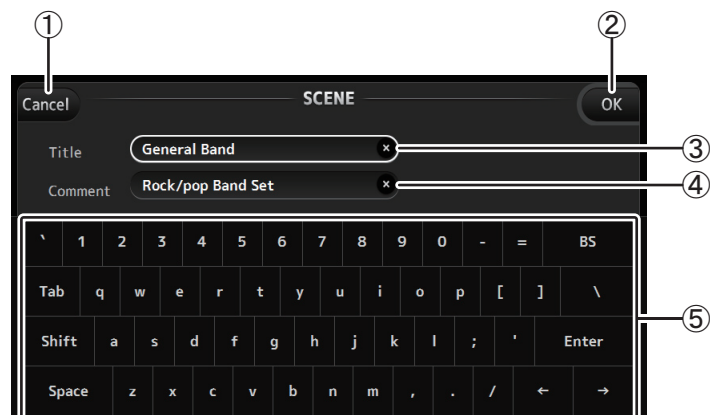 ① ②
Cancel SCENE OK
Title General Band × ③
Comment Rock/pop Band Set × ④
` 1 2 3 4 5 6 7 8 9 0 - = BS
Tab q w e r t y u i o p [ ] \
⑤
Shift a s d f g h j k l ; ' Enter
Space z x c v b n m , . / ← →